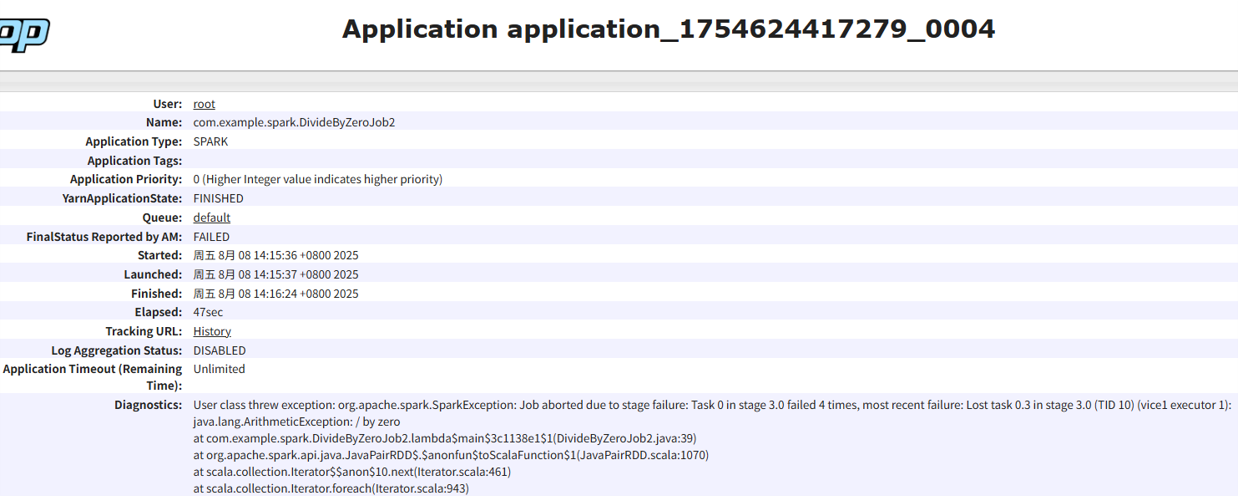 op
Application application_1754624417279_0004
User: root
Name: com.example.spark.DivideByZeroJob2
Application Type: SPARK
Application Tags:
Application Priority: 0 (Higher Integer value indicates higher priority)
YarnApplicationState: FINISHED
Queue: default
FinalStatus Reported by AM: FAILED
Started: 周五 8月 08 14:15:36 +0800 2025
Launched: 周五 8月 08 14:15:37 +0800 2025
Finished: 周五 8月 08 14:16:24 +0800 2025
Elapsed: 47sec
Tracking URL: History
Log Aggregation Status: DISABLED
Application Timeout (Remaining Unlimited
Time):
Diagnostics: User class threw exception: org.apache.spark.SparkException: Job aborted due to stage failure: Task 0 in stage 3.0 failed 4 times, most recent failure: Lost task 0.3 in stage 3.0 (TID 10) (vice1 executor 1):
java.lang.ArithmeticException: / by zero
at com.example.spark.DivideByZeroJob2.lambda$main$3c1138e1$1(DivideByZeroJob2.java:39)
at org.apache.spark.api.java.JavaPairRDD$.$anonfun$toScalaFunction$1(JavaPairRDD.scala:1070)
at scala.collection.Iterator$$anon$10.next(Iterator.scala:461)
at scala.collection.Iterator.foreach(Iterator.scala:943)